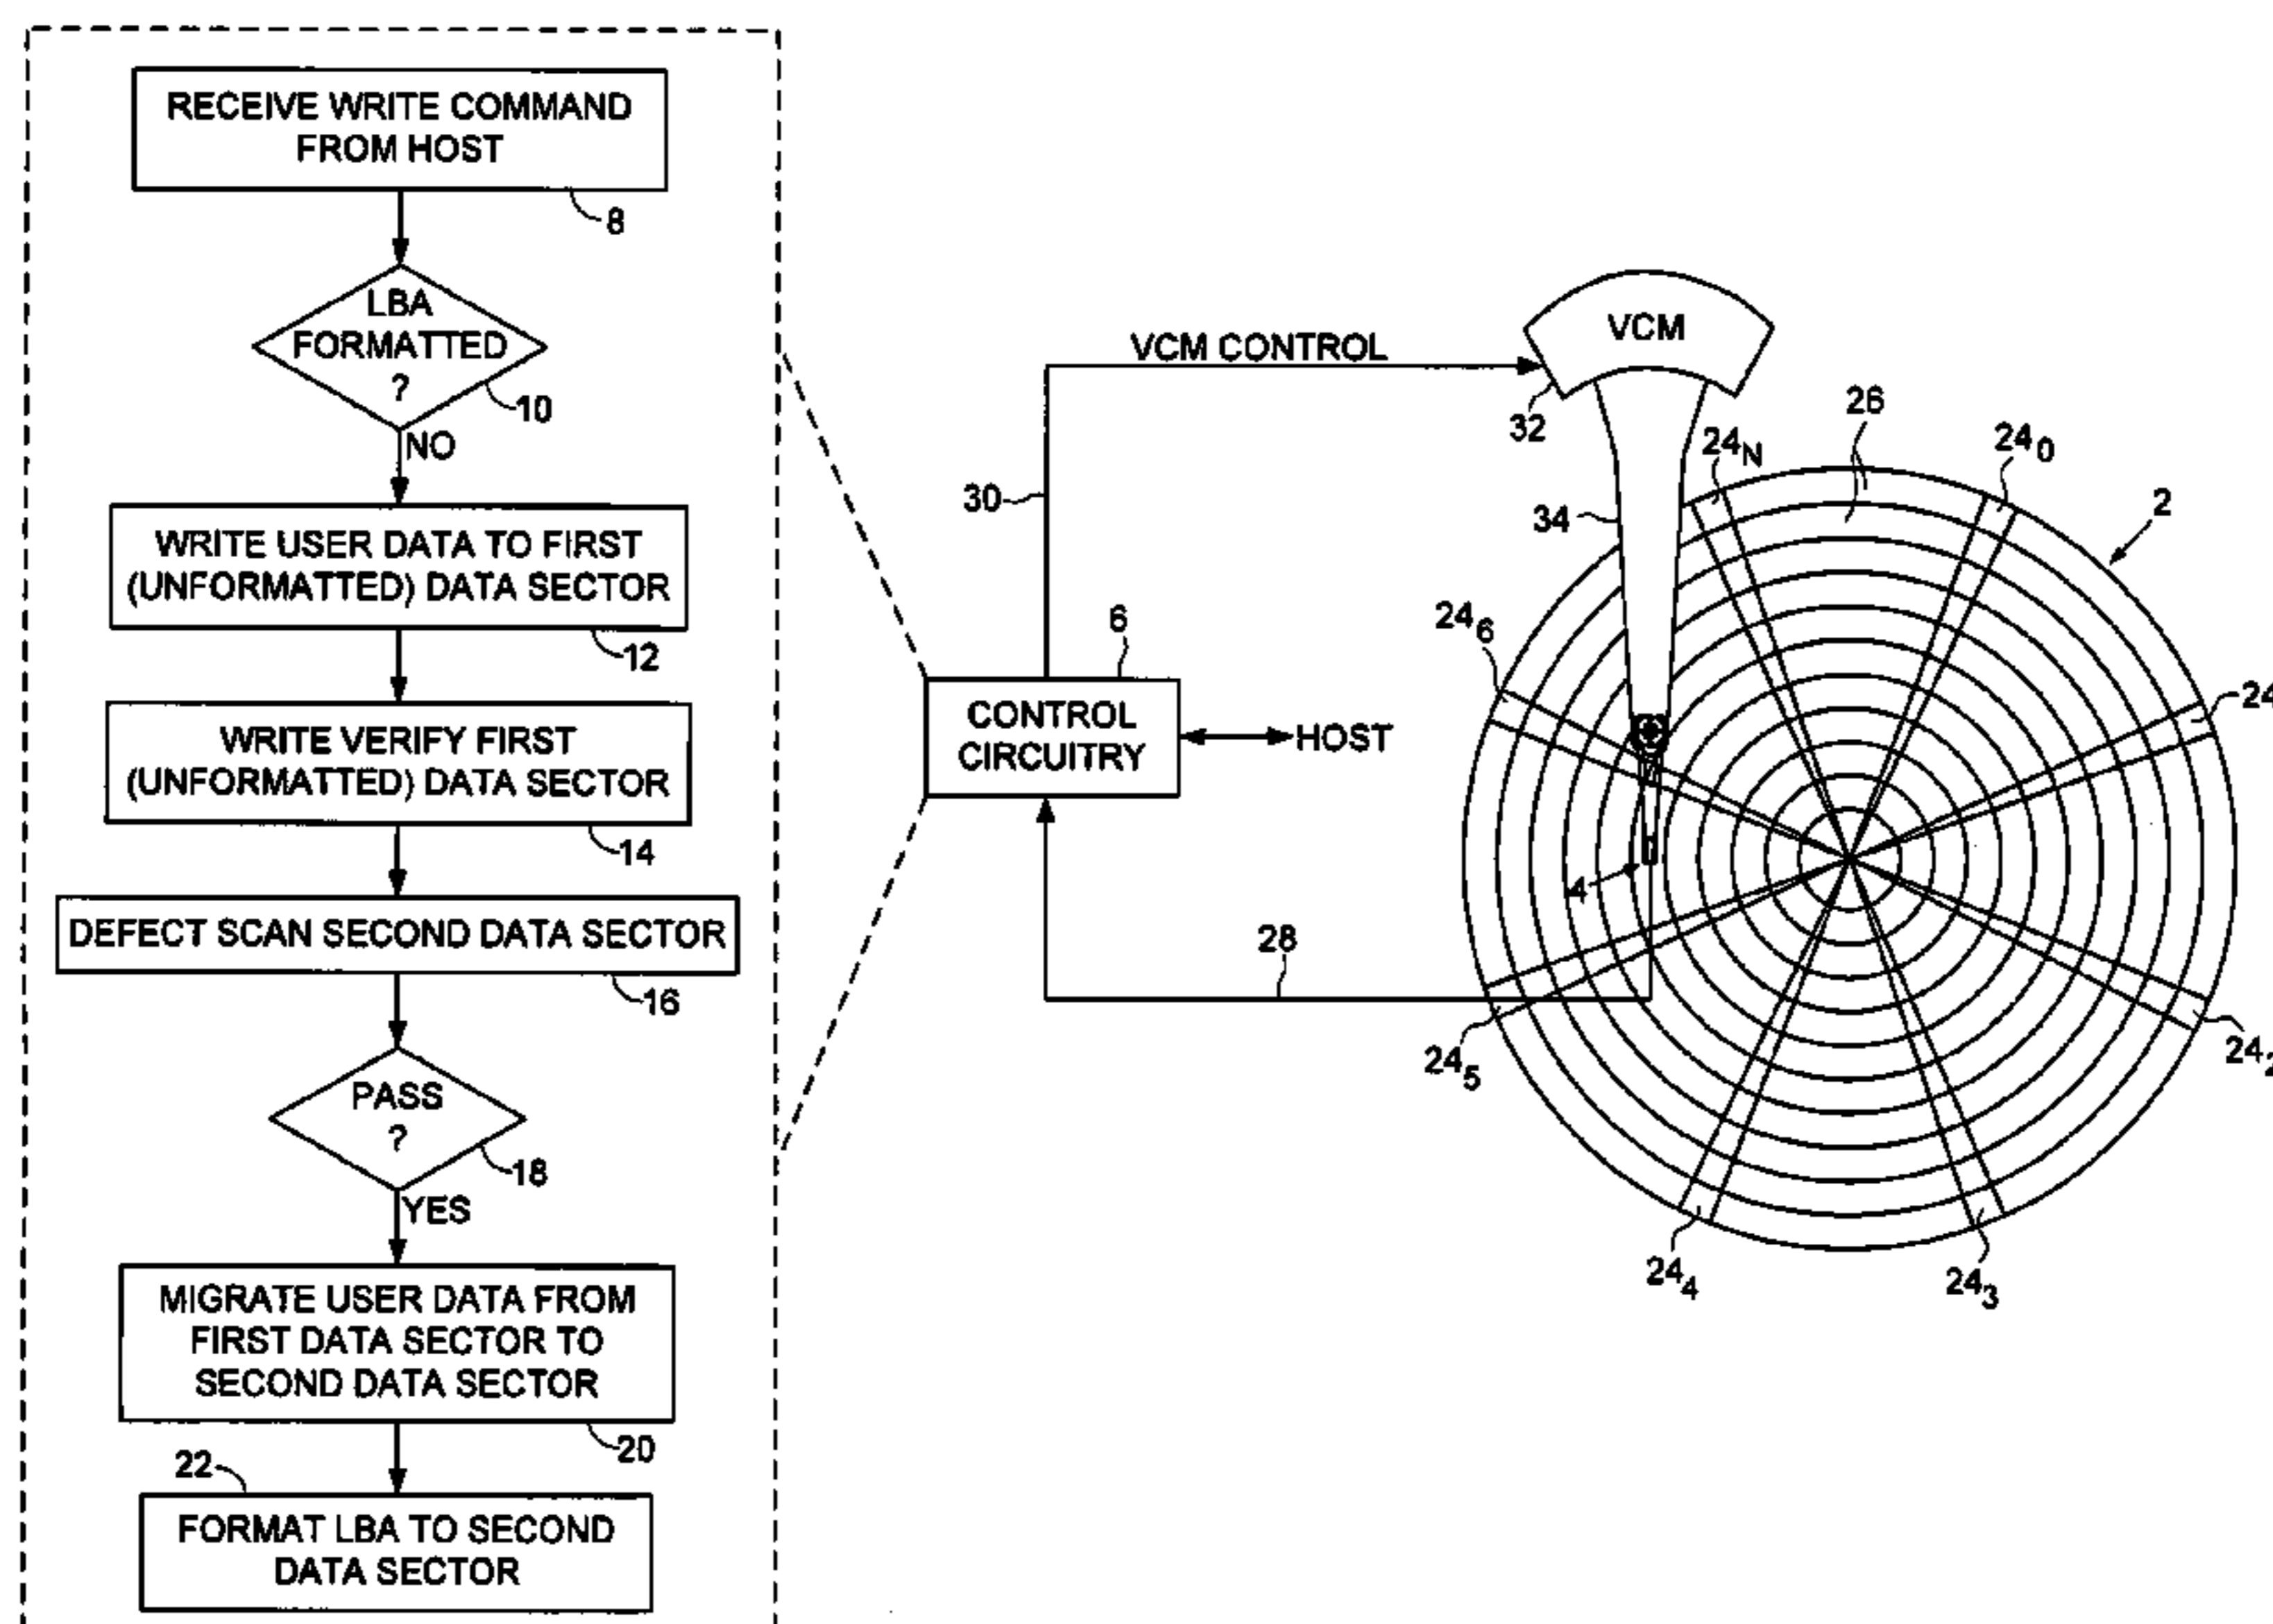 RECEIVE WRITE COMMAND
FROM HOST
8
LBA
FORMATTED
?
10
NO
WRITE USER DATA TO FIRST
(UNFORMATTED) DATA SECTOR
12
WRITE VERIFY FIRST
(UNFORMATTED) DATA SECTOR
14
DEFECT SCAN SECOND DATA SECTOR
16
PASS
?
18
YES
MIGRATE USER DATA FROM
FIRST DATA SECTOR TO
SECOND DATA SECTOR
20
22
FORMAT LBA TO SECOND
DATA SECTOR
VCM
VCM CONTROL
32
30
34
26
24N
240
2
246
6
CONTROL
CIRCUITRY
HOST
24
4
28
245
242
244
243